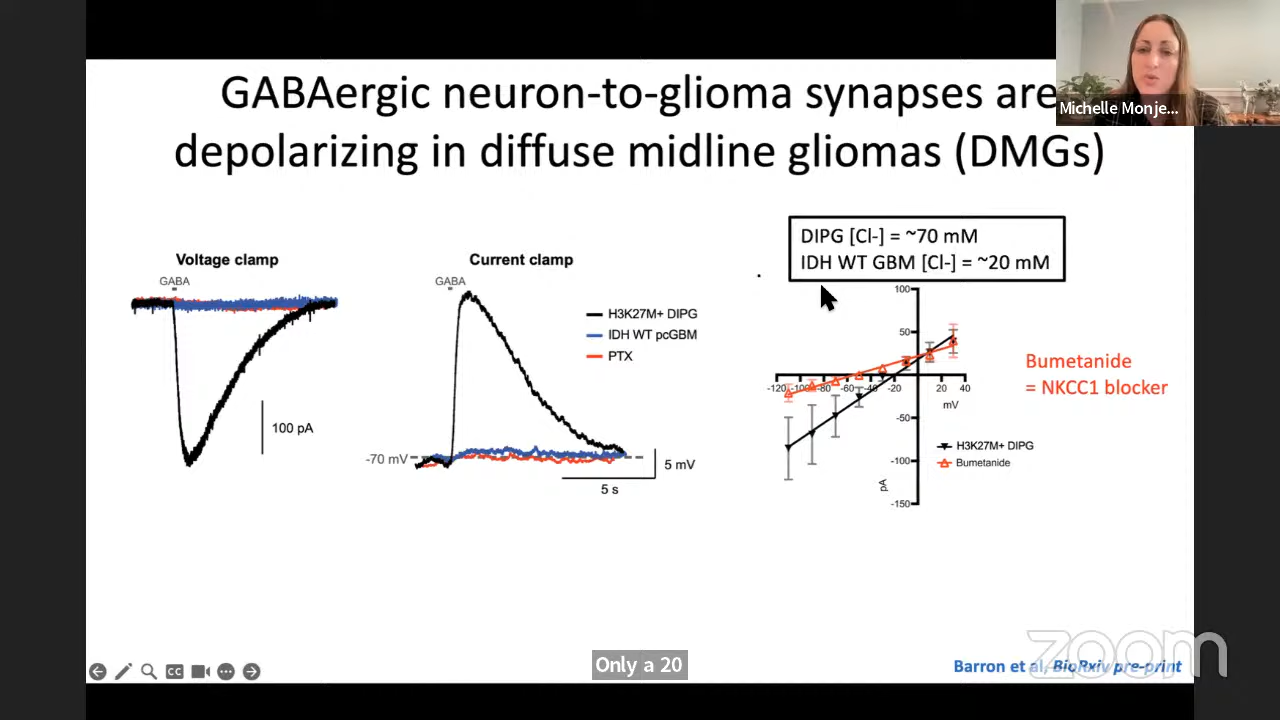 GABAergic neuron-to-glioma synapses are
depolarizing in diffuse midline gliomas (DMGs)
Michelle Monje...
DIPG [Cl-] = ~70 mM
IDH WT GBM [Cl-] = ~20 mM
Voltage clamp
GABA
100 pA
Current clamp
GABA
H3K27M+ DIPG
IDH WT pcGBM
PTX
-70 mV
5 mV
5 s
100
50
-120 -100 -80 -60 -40 -20 20 40
mV
-50
-100
-150
pA
H3K27M+ DIPG
Bumetanide
Bumetanide
= NKCC1 blocker
CC
Only a 20
zoom
Barron et al, BioRxiv pre-print